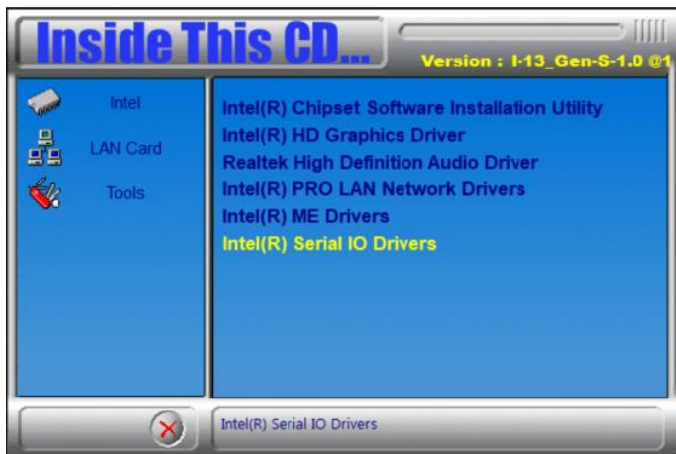 Inside This CD...
Version : I-13_Gen-S-1.0 @1
Intel
LAN Card
Tools
Intel(R) Chipset Software Installation Utility
Intel(R) HD Graphics Driver
Realtek High Definition Audio Driver
Intel(R) PRO LAN Network Drivers
Intel(R) ME Drivers
Intel(R) Serial IO Drivers
Intel(R) Serial IO Drivers